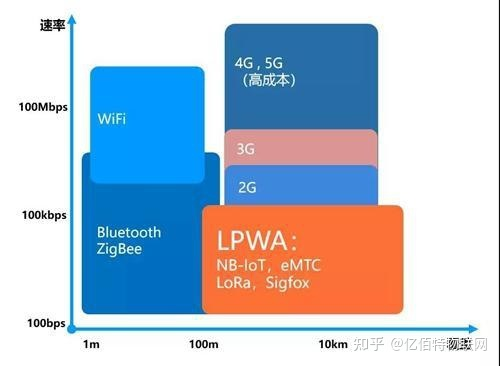 速率
4G , 5G
（高成本）
100Mbps
WiFi
3G
2G
100kbps
Bluetooth
ZigBee
LPWA：
NB-IoT，eMTC
LoRa，Sigfox
100bps
1m
100m
10km
知乎 @亿佰特物联网